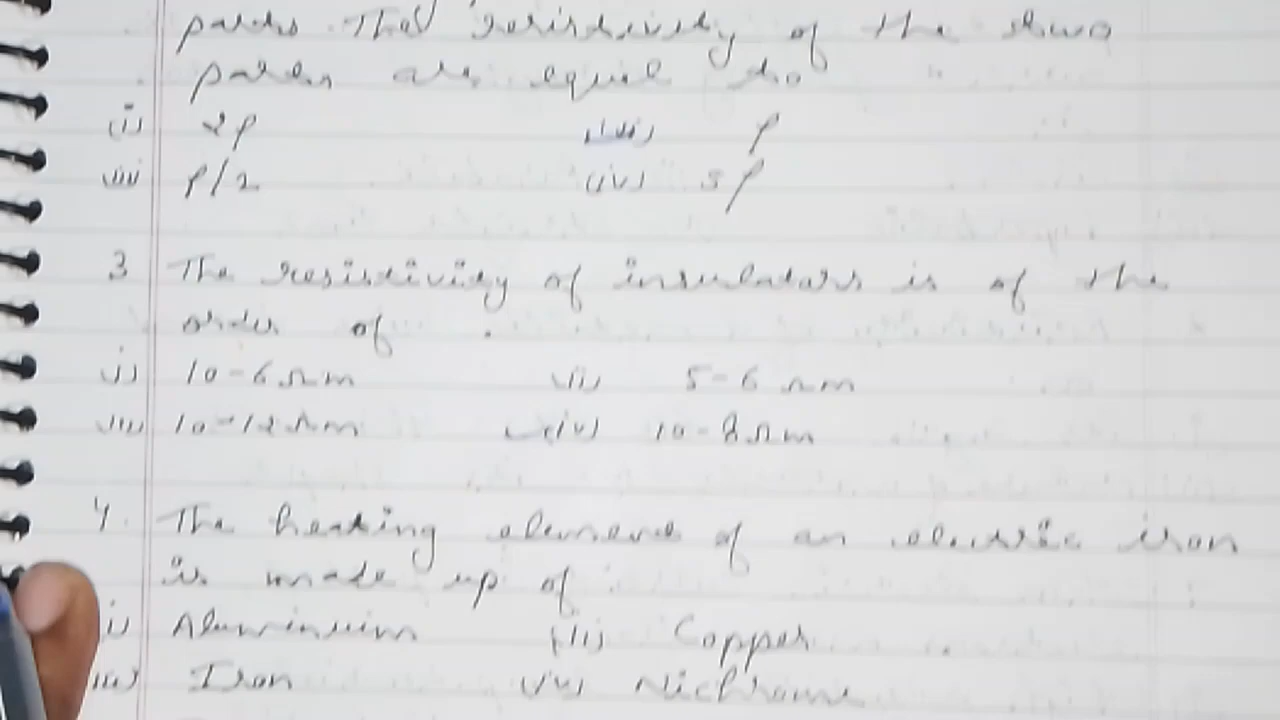 parts. The resistivity of the two
parts are equal to
(i) 2ρ (ii) ρ
(iii) ρ/2 (iv) 3ρ
3 The resistivity of insulators is of the
order of .
(i) 10-6 Ωm (ii) 5-6 Ωm
(iii) 10-12 Ωm (iv) 10-8 Ωm
4. The heating element of an electric iron
is made up of
(i) Aluminium (ii) Copper
(iii) Iron (iv) Nichrome